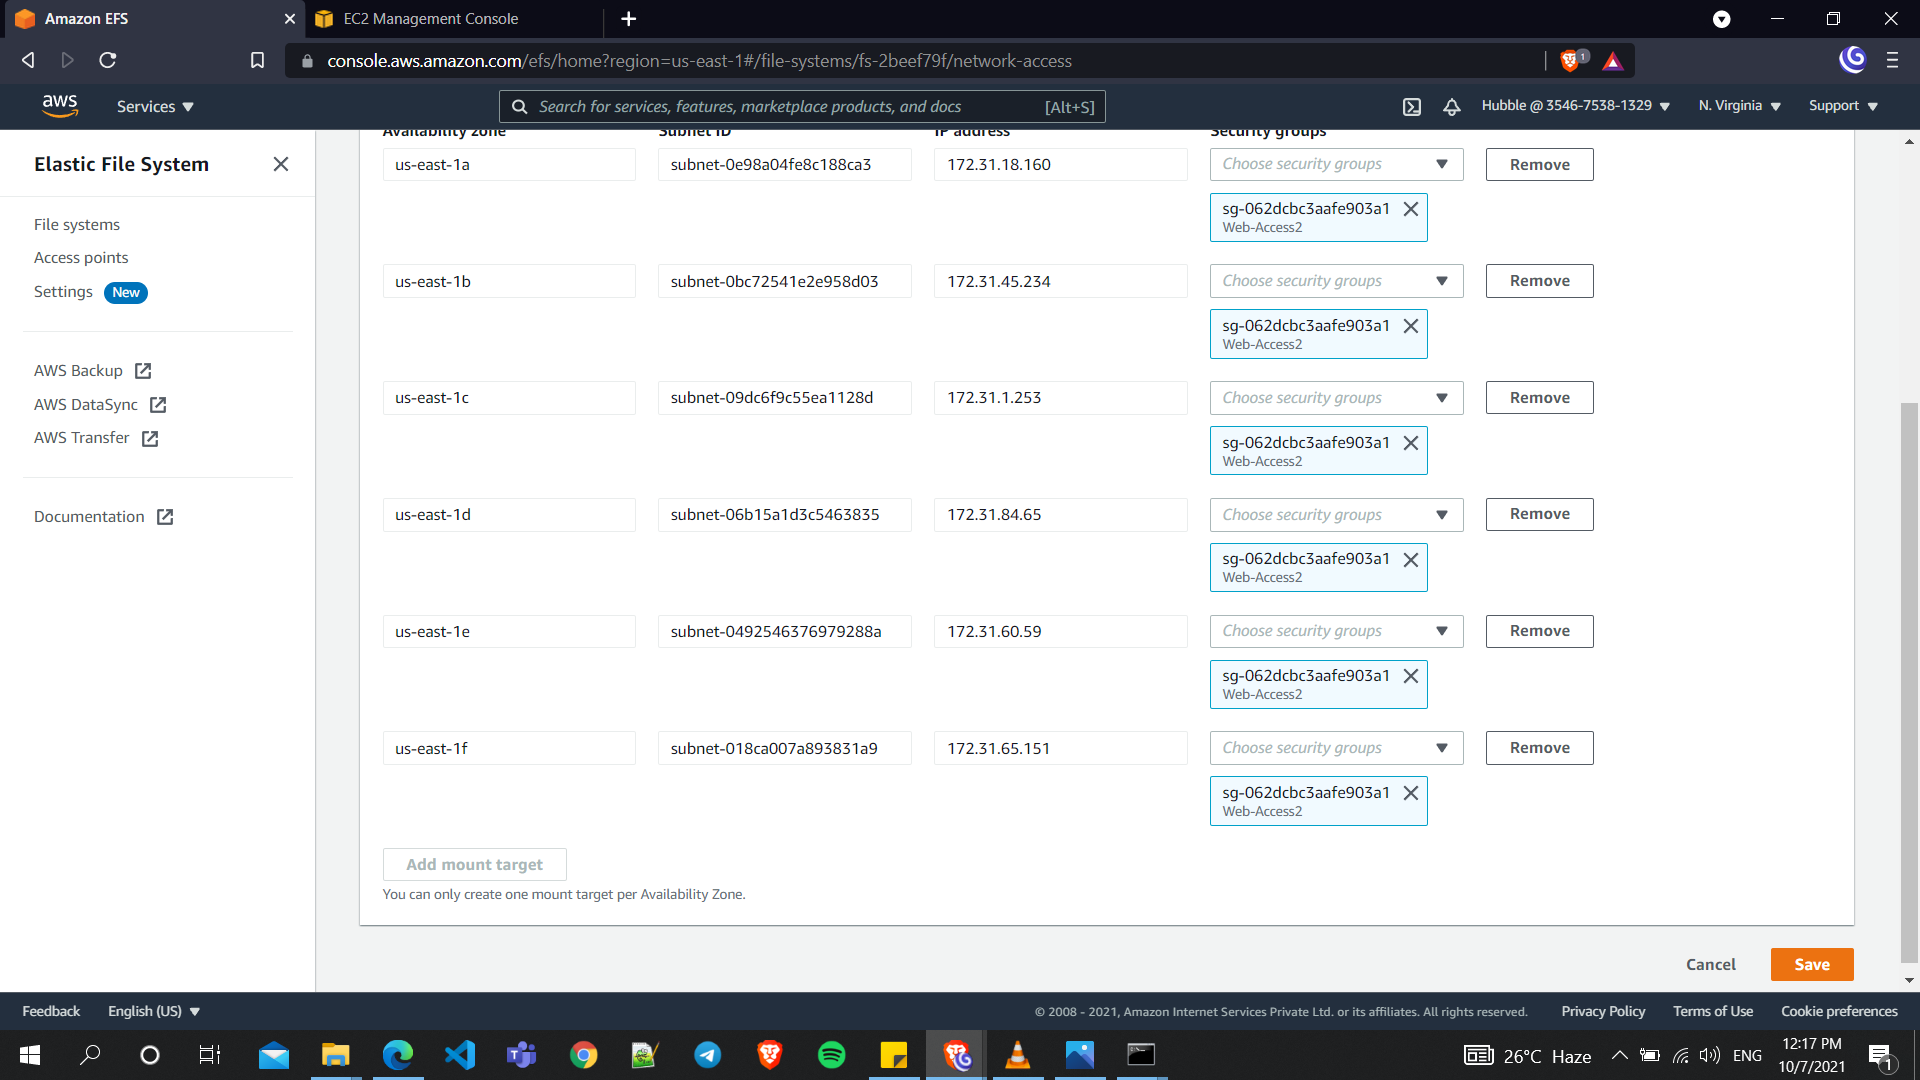 Amazon EFS
EC2 Management Console
console.aws.amazon.com/efs/home?region=us-east-1#/file-systems/fs-2beef79f/network-access
1
aws
Services
Search for services, features, marketplace products, and docs [Alt+S]
Hubble @ 3546-7538-1329
N. Virginia
Support
Elastic File System
File systems
Access points
Settings New
AWS Backup
AWS DataSync
AWS Transfer
Documentation
Availability zone Subnet ID IP address Security groups
us-east-1a subnet-0e98a04fe8c188ca3 172.31.18.160 Choose security groups Remove
sg-062dcbc3aafe903a1
Web-Access2
us-east-1b subnet-0bc72541e2e958d03 172.31.45.234 Choose security groups Remove
sg-062dcbc3aafe903a1
Web-Access2
us-east-1c subnet-09dc6f9c55ea1128d 172.31.1.253 Choose security groups Remove
sg-062dcbc3aafe903a1
Web-Access2
us-east-1d subnet-06b15a1d3c5463835 172.31.84.65 Choose security groups Remove
sg-062dcbc3aafe903a1
Web-Access2
us-east-1e subnet-0492546376979288a 172.31.60.59 Choose security groups Remove
sg-062dcbc3aafe903a1
Web-Access2
us-east-1f subnet-018ca007a893831a9 172.31.65.151 Choose security groups Remove
sg-062dcbc3aafe903a1
Web-Access2
Add mount target
You can only create one mount target per Availability Zone.
Cancel Save
Feedback English (US) © 2008 - 2021, Amazon Internet Services Private Ltd. or its affiliates. All rights reserved. Privacy Policy Terms of Use Cookie preferences
26°C Haze ENG
12:17 PM
10/7/2021
1